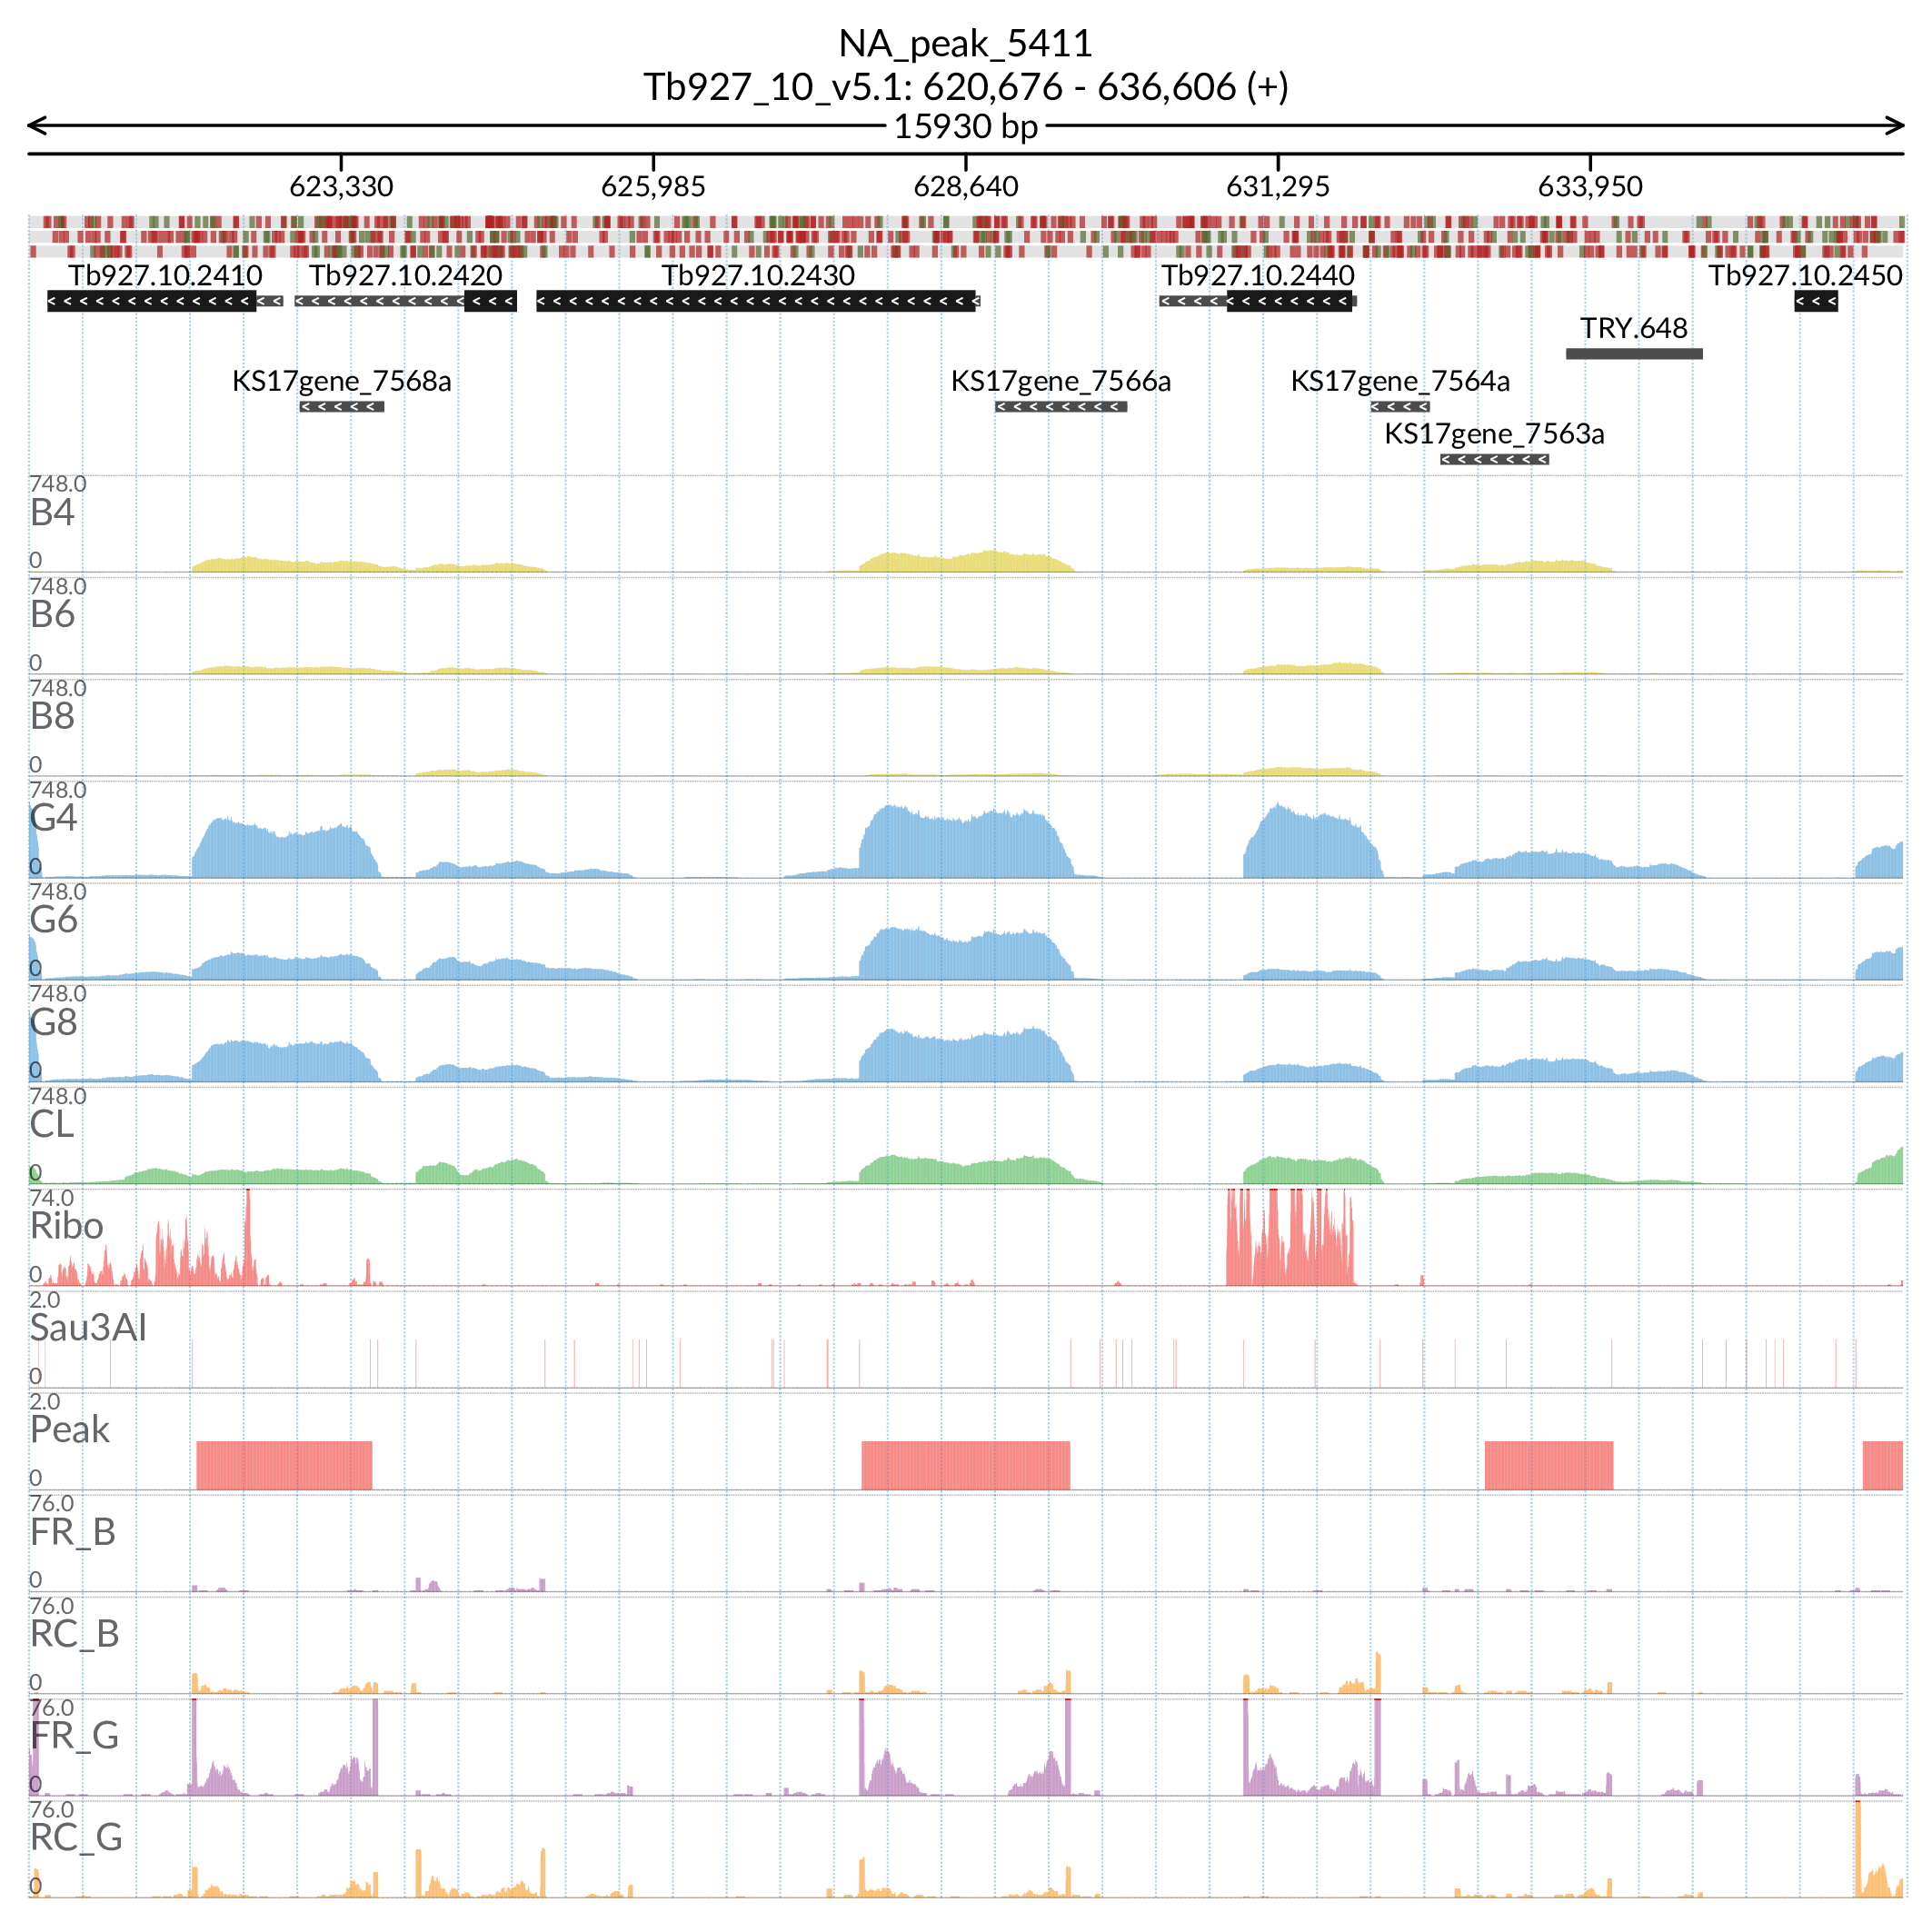 NA_peak_5411
Tb927_10_v5.1: 620,676 - 636,606 (+)
15930 bp
623,330 625,985 628,640 631,295 633,950
Tb927.10.2410 Tb927.10.2420 Tb927.10.2430 Tb927.10.2440 Tb927.10.2450
TRY.648
KS17gene_7568a KS17gene_7566a KS17gene_7564a
KS17gene_7563a
748.0
B4
0
748.0
B6
0
748.0
B8
0
748.0
G4
0
748.0
G6
0
748.0
G8
0
748.0
CL
0
74.0
Ribo
0
2.0
Sau3AI
0
2.0
Peak
0
76.0
FR_B
0
76.0
RC_B
0
76.0
FR_G
0
76.0
RC_G
0